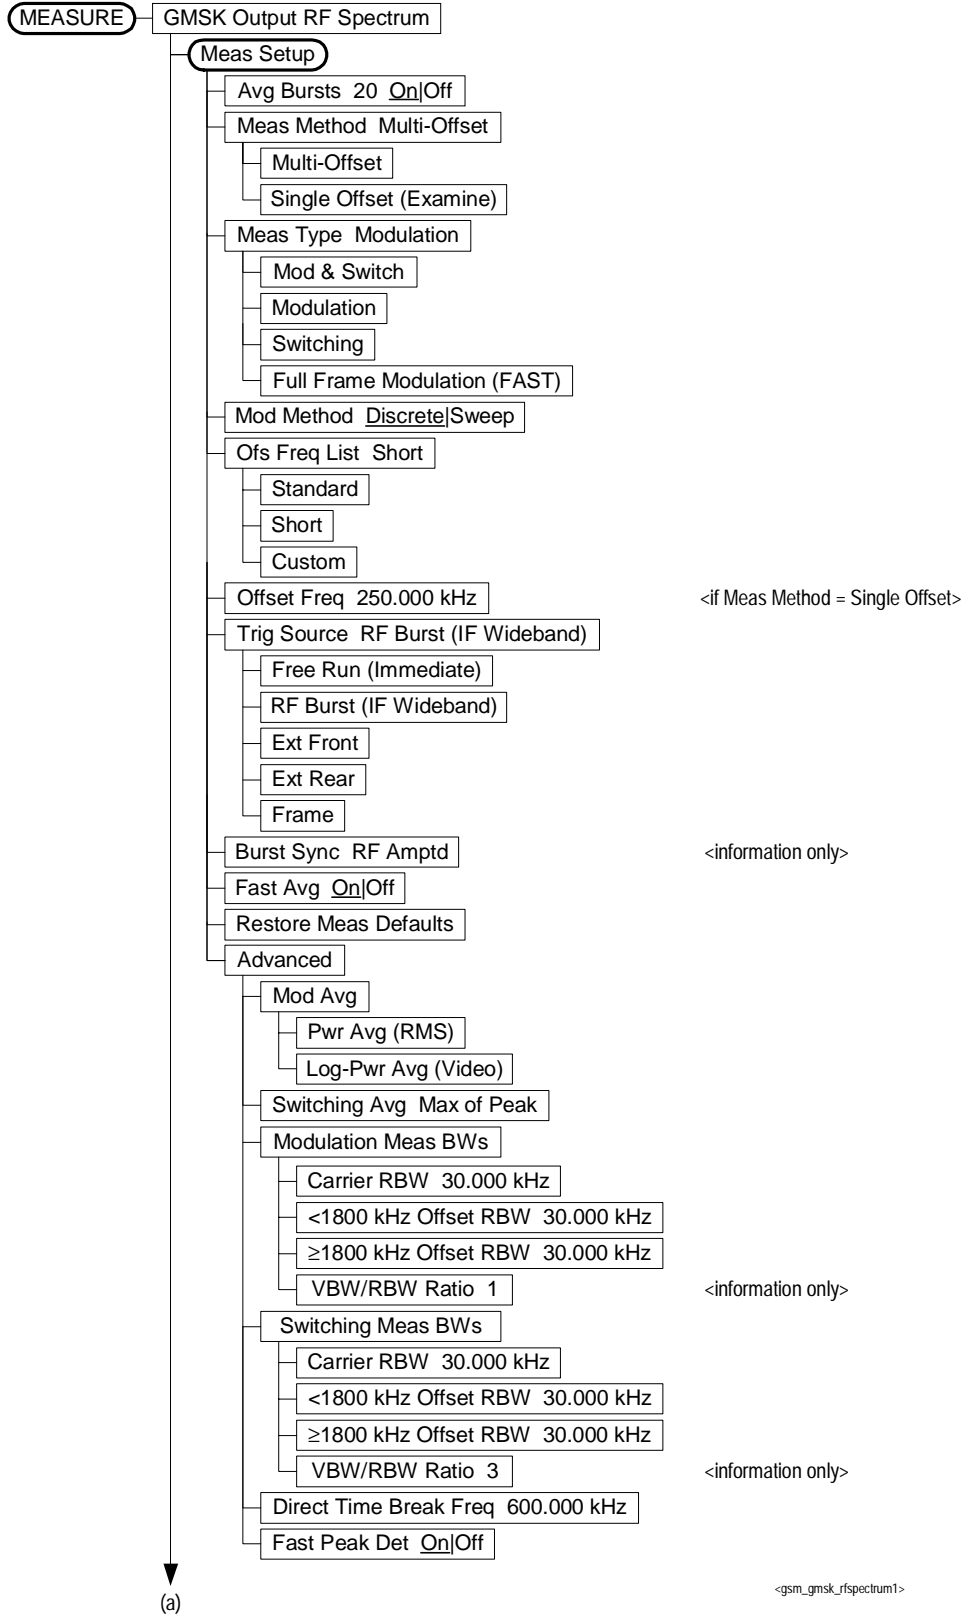 MEASURE GMSK Output RF Spectrum
Meas Setup
Avg Bursts 20 On|Off
Meas Method Multi-Offset
Multi-Offset
Single Offset (Examine)
Meas Type Modulation
Mod & Switch
Modulation
Switching
Full Frame Modulation (FAST)
Mod Method Discrete|Sweep
Ofs Freq List Short
Standard
Short
Custom
Offset Freq 250.000 kHz <if Meas Method = Single Offset>
Trig Source RF Burst (IF Wideband)
Free Run (Immediate)
RF Burst (IF Wideband)
Ext Front
Ext Rear
Frame
Burst Sync RF Amptd <information only>
Fast Avg On|Off
Restore Meas Defaults
Advanced
Mod Avg
Pwr Avg (RMS)
Log-Pwr Avg (Video)
Switching Avg Max of Peak
Modulation Meas BWs
Carrier RBW 30.000 kHz
<1800 kHz Offset RBW 30.000 kHz
≥1800 kHz Offset RBW 30.000 kHz
VBW/RBW Ratio 1 <information only>
Switching Meas BWs
Carrier RBW 30.000 kHz
<1800 kHz Offset RBW 30.000 kHz
≥1800 kHz Offset RBW 30.000 kHz
VBW/RBW Ratio 3 <information only>
Direct Time Break Freq 600.000 kHz
Fast Peak Det On|Off
(a)
<gsm_gmsk_rfspectrum1>